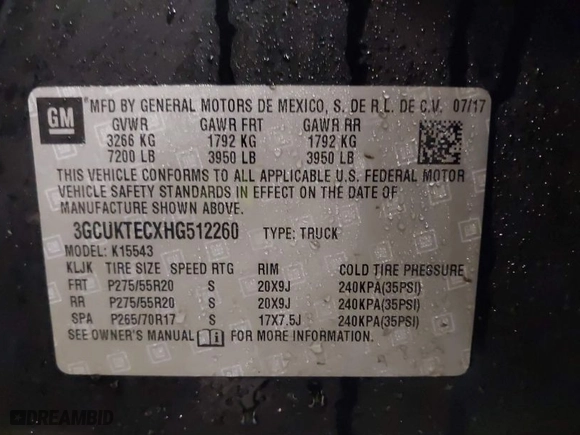 GM
MFD BY GENERAL MOTORS DE MEXICO, S. DE R.L. DE C.V. 07/17
GVWR GAWR FRT GAWR RR
3266 KG 1792 KG 1792 KG
7200 LB 3950 LB 3950 LB
THIS VEHICLE CONFORMS TO ALL APPLICABLE U.S. FEDERAL MOTOR
VEHICLE SAFETY STANDARDS IN EFFECT ON THE DATE OF
MANUFACTURE SHOWN ABOVE.
3GCUKTECXHG512260 TYPE: TRUCK
MODEL: K15543
KLJK TIRE SIZE SPEED RTG RIM COLD TIRE PRESSURE
FRT P275/55R20 S 20X9J 240KPA(35PSI)
RR P275/55R20 S 20X9J 240KPA(35PSI)
SPA P265/70R17 S 17X7.5J 240KPA(35PSI)
SEE OWNER'S MANUAL FOR MORE INFORMATION.
DREAMBID